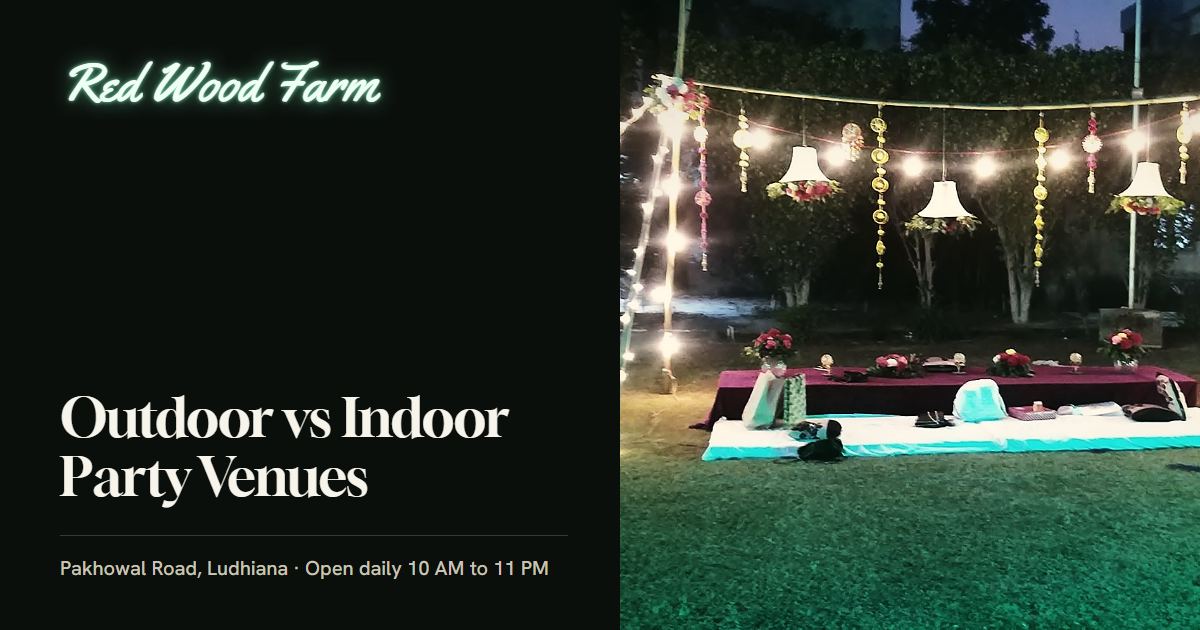 Red Wood Farm
Outdoor vs Indoor
Party Venues
Pakhowal Road, Ludhiana · Open daily 10 AM to 11 PM